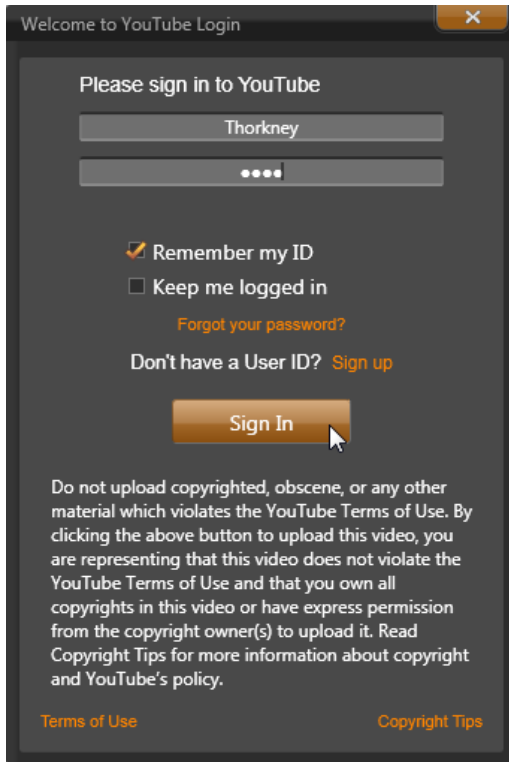 Welcome to YouTube Login
Please sign in to YouTube
Thorkney
••••
Remember my ID
Keep me logged in
Forgot your password?
Don't have a User ID? Sign up
Sign In
Do not upload copyrighted, obscene, or any other
material which violates the YouTube Terms of Use. By
clicking the above button to upload this video, you
are representing that this video does not violate the
YouTube Terms of Use and that you own all
copyrights in this video or have express permission
from the copyright owner(s) to upload it. Read
Copyright Tips for more information about copyright
and YouTube's policy.
Terms of Use Copyright Tips